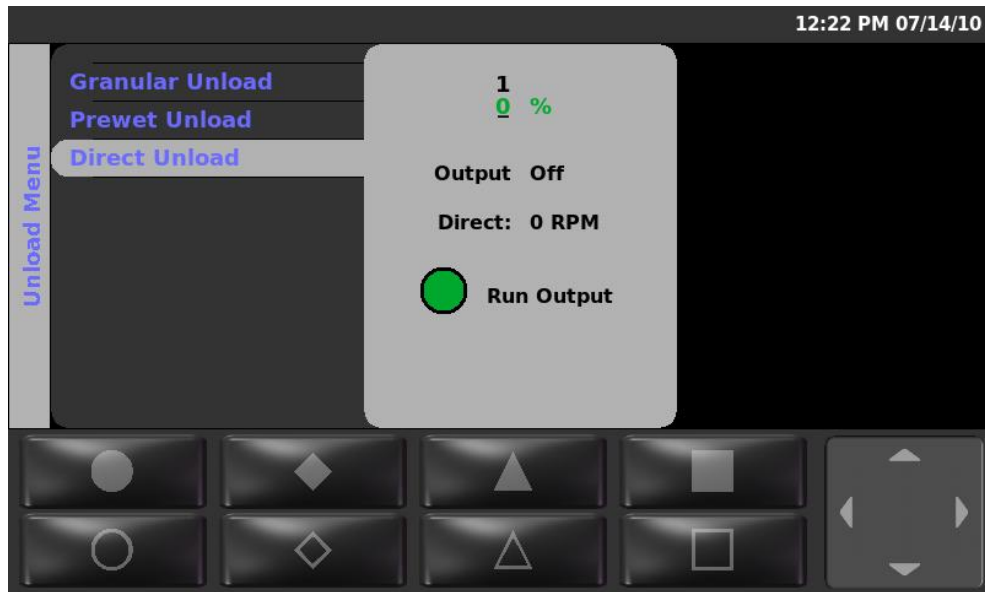 12:22 PM 07/14/10
Unload Menu
Granular Unload
Prewet Unload
Direct Unload
1
0 %
Output Off
Direct: 0 RPM
Run Output